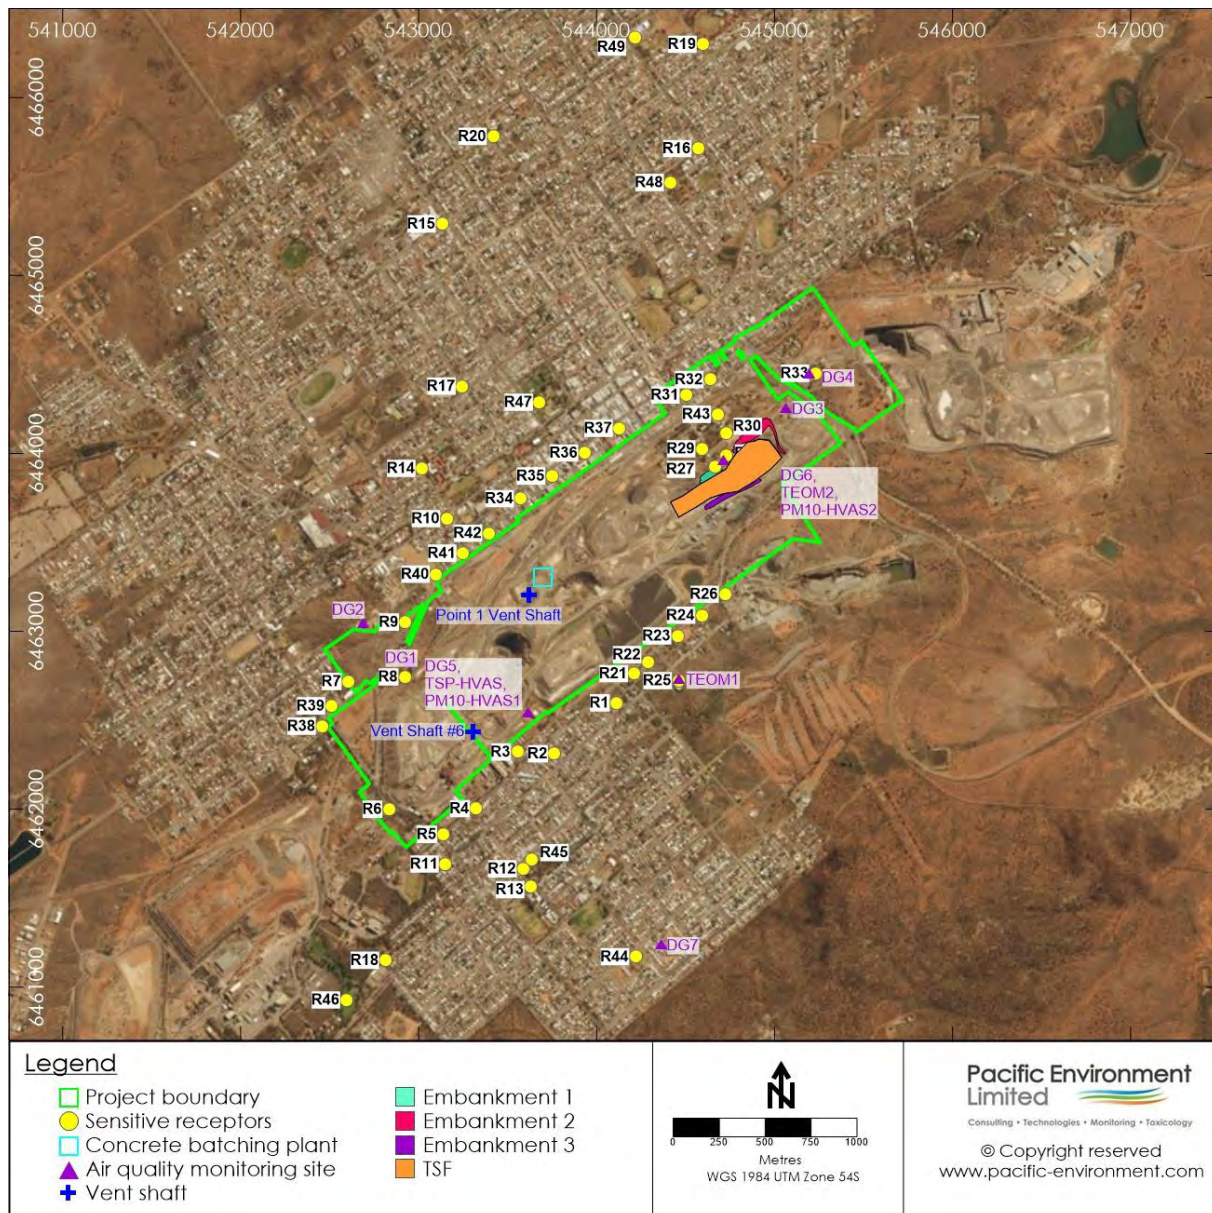 541000 542000 543000 544000 545000 546000 547000
R49 R19
6466000
R20
R16
R48
R15
6465000
R33 DG4
R32
R17 R31
R47 R43 DG3
R37 R30
6464000
R36 R29
R14 R27
R35 DG6,
TEOM2,
PM10-HVAS2
R34
R10
R42
R41
R40
R26
DG2 Point 1 Vent Shaft
R24
R9
6463000
R23
DG1 R22
R8 DG5,
TSP-HVAS,
PM10-HVAS1
R21
R7 R25 TEOM1
R39 R1
R38 Vent Shaft #6
R3 R2
6462000
R6 R4
R5
R11 R45
R12
R13
DG7
R18 R44
6461000
R46
Legend
Project boundary
Sensitive receptors
Concrete batching plant
Air quality monitoring site
Vent shaft
Embankment 1
Embankment 2
Embankment 3
TSF
N
0 250 500 750 1000
Metres
WGS 1984 UTM Zone 54S
Pacific Environment
Limited
Consulting • Technologies • Monitoring • Toxicology
© Copyright reserved
www.pacific-environment.com